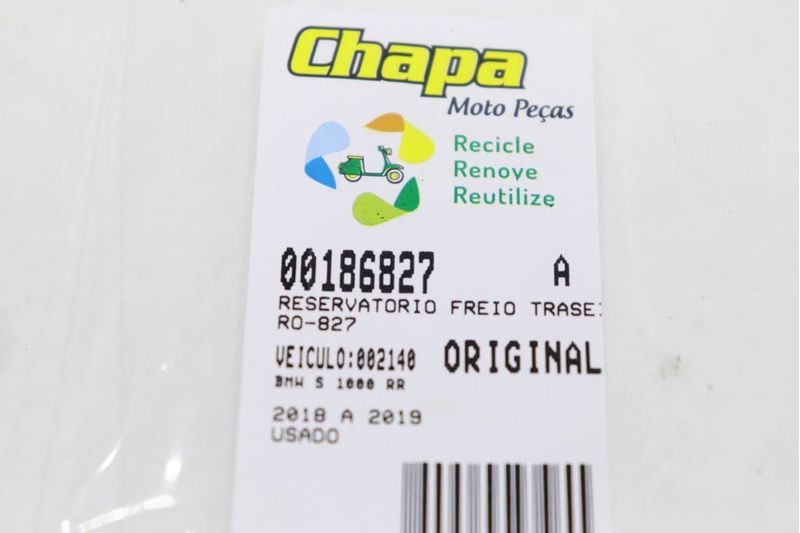 Chapa
Moto Peças
Recicle
Renove
Reutilize
00186827 A
RESERVATORIO FREIO TRASEI
RO-827
VEICULO:002140 ORIGINAL
BMW S 1000 RR
2018 A 2019
USADO